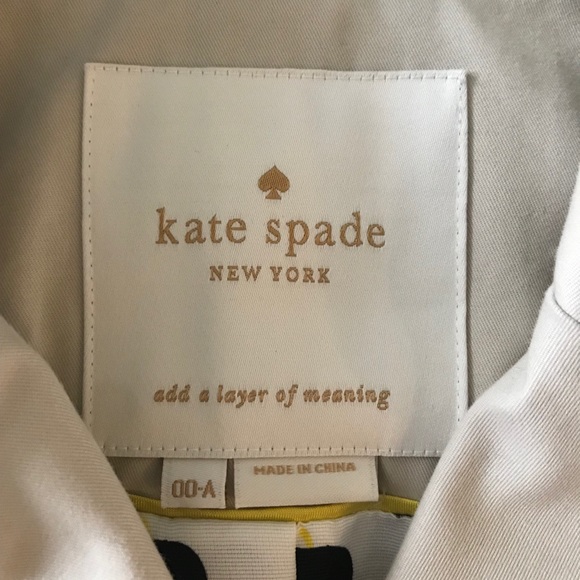 kate spade
NEW YORK
add a layer of meaning
00-A
MADE IN CHINA